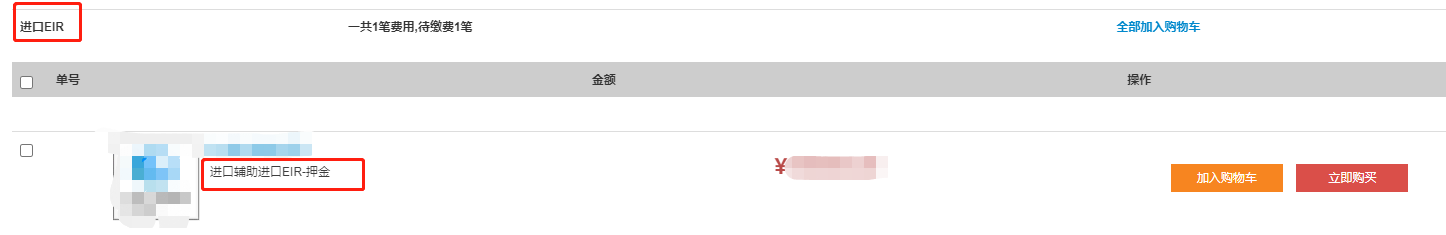 进口EIR
一共1笔费用,待缴费1笔
全部加入购物车
单号
金额
操作
进口辅助进口EIR-押金
¥
加入购物车
立即购买